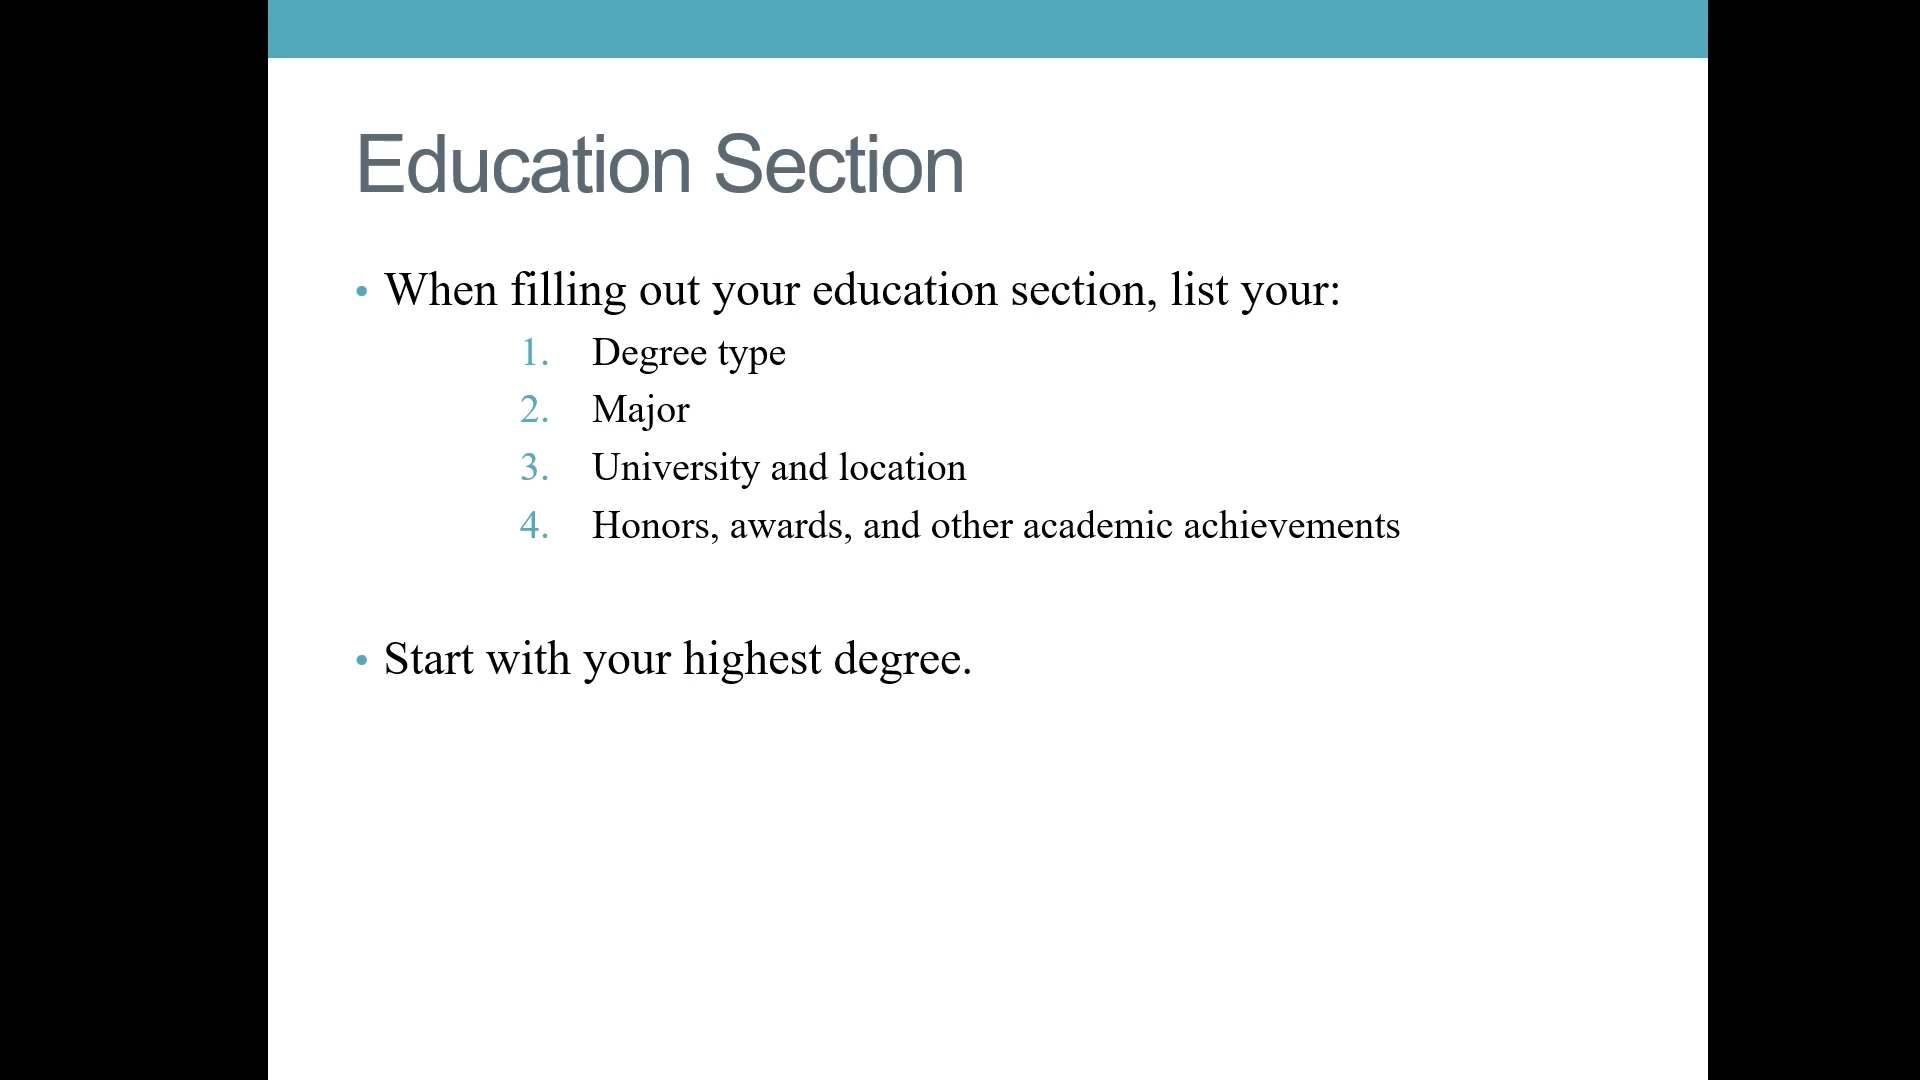 Education Section
• When filling out your education section, list your:
1. Degree type
2. Major
3. University and location
4. Honors, awards, and other academic achievements
• Start with your highest degree.